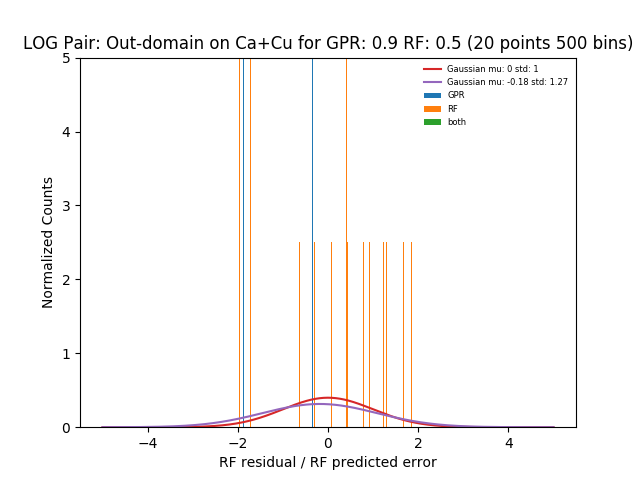 LOG Pair: Out-domain on Ca+Cu for GPR: 0.9 RF: 0.5 (20 points 500 bins)
Gaussian mu: 0 std: 1
Gaussian mu: -0.18 std: 1.27
GPR
RF
both
Normalized Counts
5
4
3
2
1
0
−4 −2 0 2 4
RF residual / RF predicted error